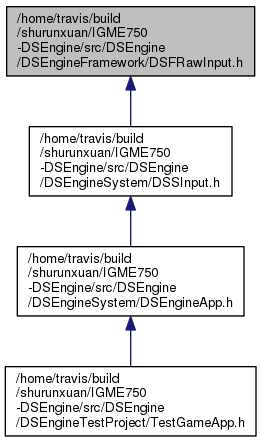 /home/travis/build
/shurunxuan/IGME750
-DSEngine/src/DSEngine
/DSEngineFramework/DSFRawInput.h
/home/travis/build
/shurunxuan/IGME750
-DSEngine/src/DSEngine
/DSEngineSystem/DSSInput.h
/home/travis/build
/shurunxuan/IGME750
-DSEngine/src/DSEngine
/DSEngineSystem/DSEngineApp.h
/home/travis/build
/shurunxuan/IGME750
-DSEngine/src/DSEngine
/DSEngineTestProject/TestGameApp.h